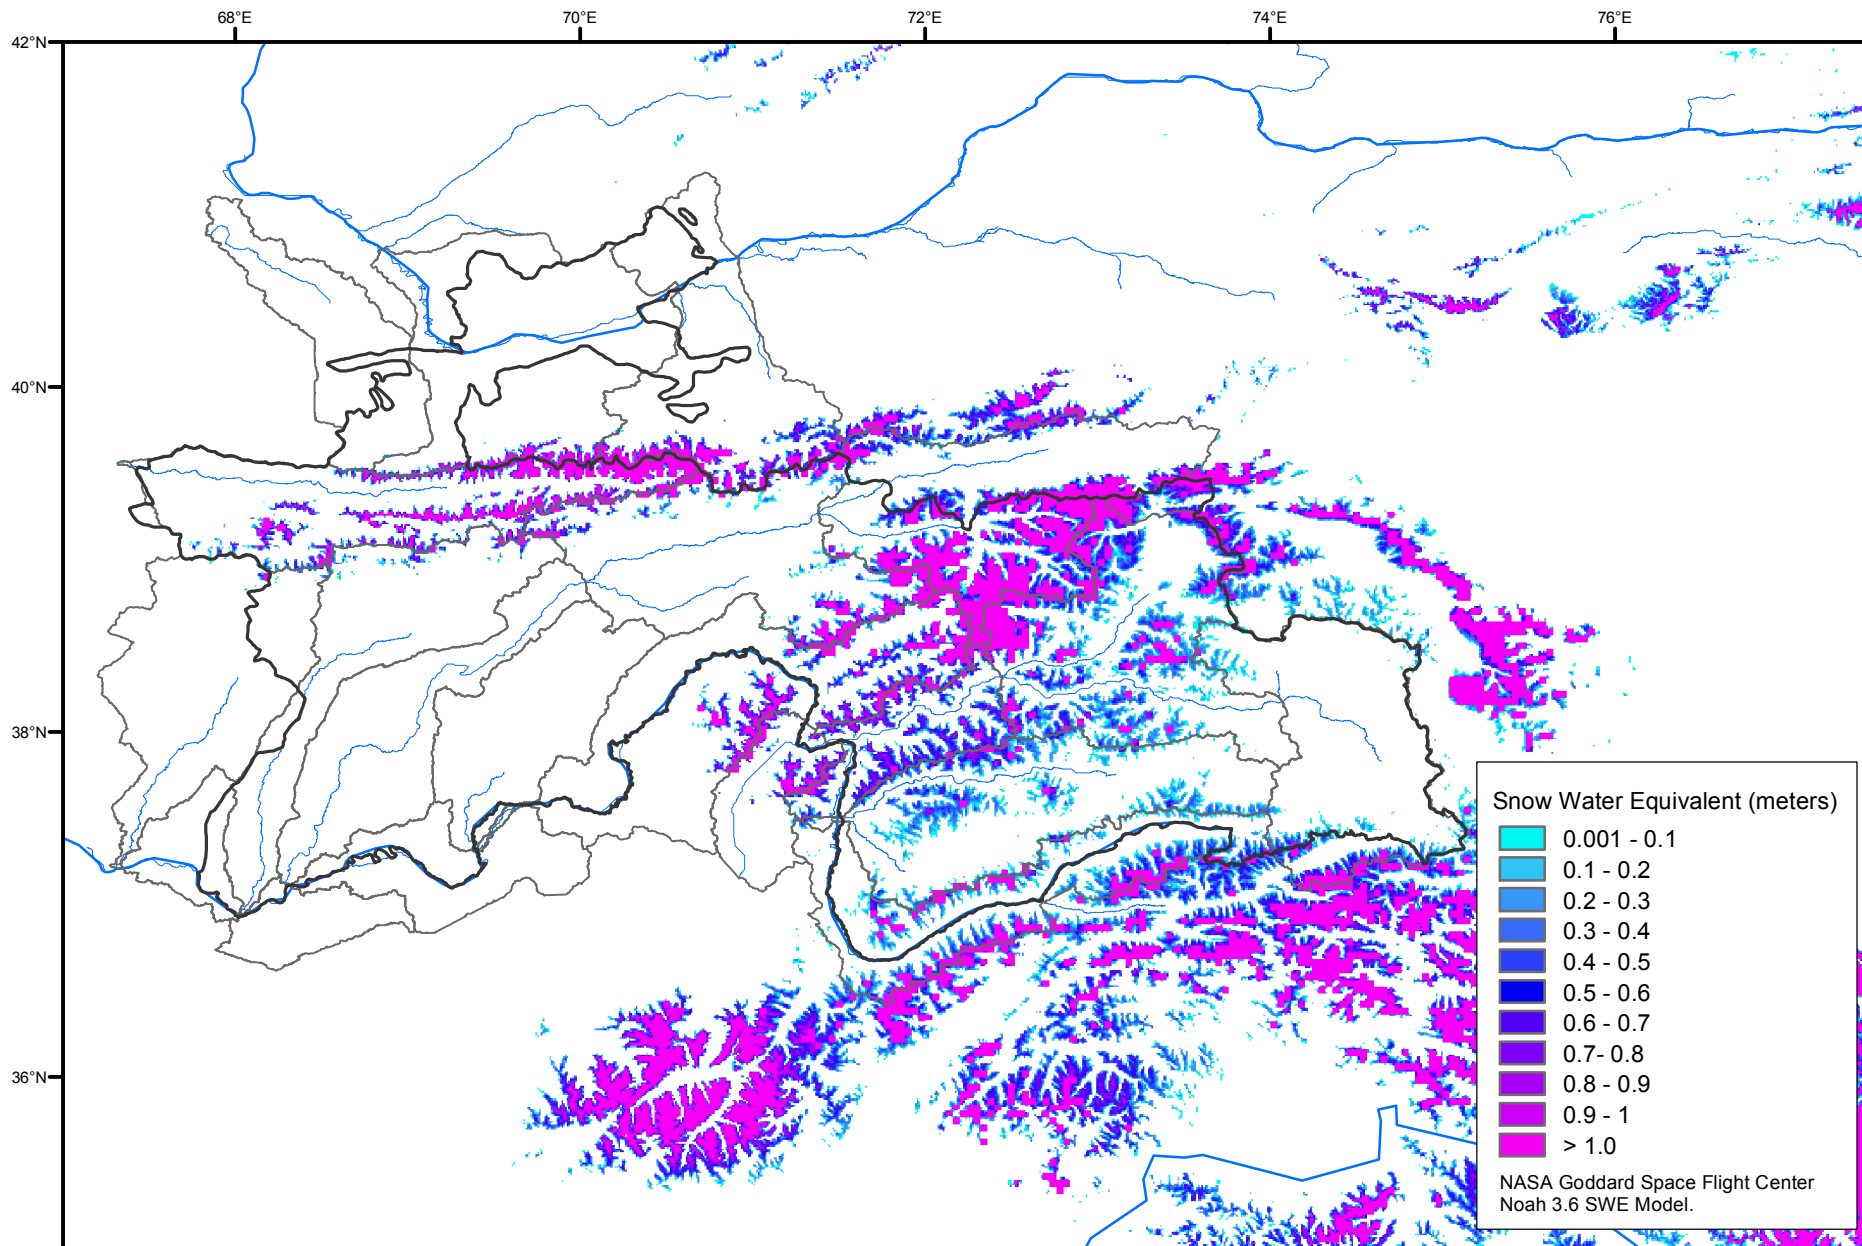 68°E
70°E
72°E
74°E
76°E
42°N
40°N
38°N
36°N
Snow Water Equivalent (meters)
0.001 - 0.1
0.1 - 0.2
0.2 - 0.3
0.3 - 0.4
0.4 - 0.5
0.5 - 0.6
0.6 - 0.7
0.7- 0.8
0.8 - 0.9
0.9 - 1
> 1.0
NASA Goddard Space Flight Center
Noah 3.6 SWE Model.